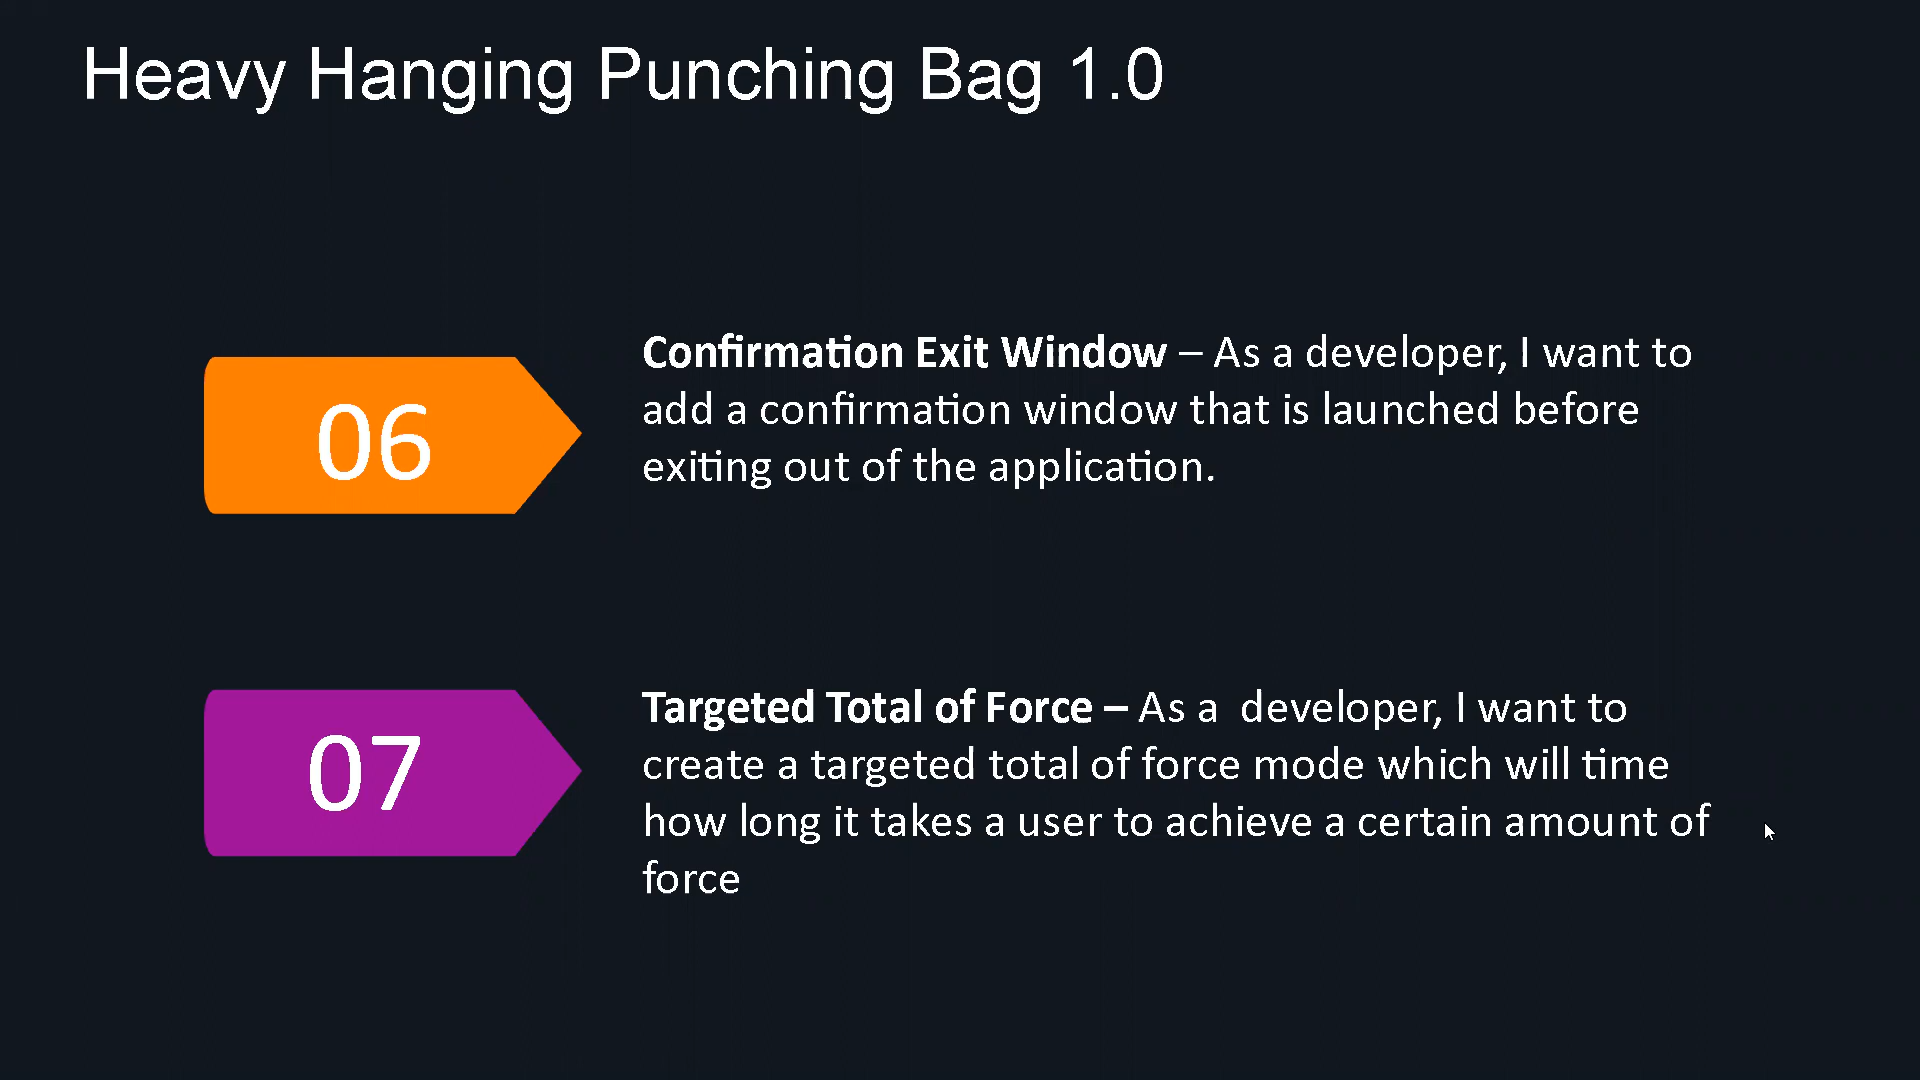 Heavy Hanging Punching Bag 1.0
06
Confirmation Exit Window – As a developer, I want to
add a confirmation window that is launched before
exiting out of the application.
07
Targeted Total of Force – As a  developer, I want to
create a targeted total of force mode which will time
how long it takes a user to achieve a certain amount of
force